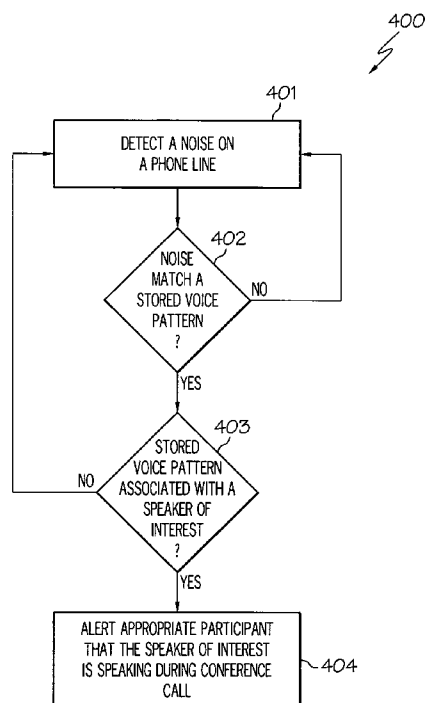 400
401
DETECT A NOISE ON
A PHONE LINE
402
NOISE
MATCH A
STORED VOICE
PATTERN
?
NO
YES
403
STORED
VOICE PATTERN
ASSOCIATED WITH A
SPEAKER OF
INTEREST
?
NO
YES
ALERT APPROPRIATE PARTICIPANT
THAT THE SPEAKER OF INTEREST
IS SPEAKING DURING CONFERENCE
CALL
404